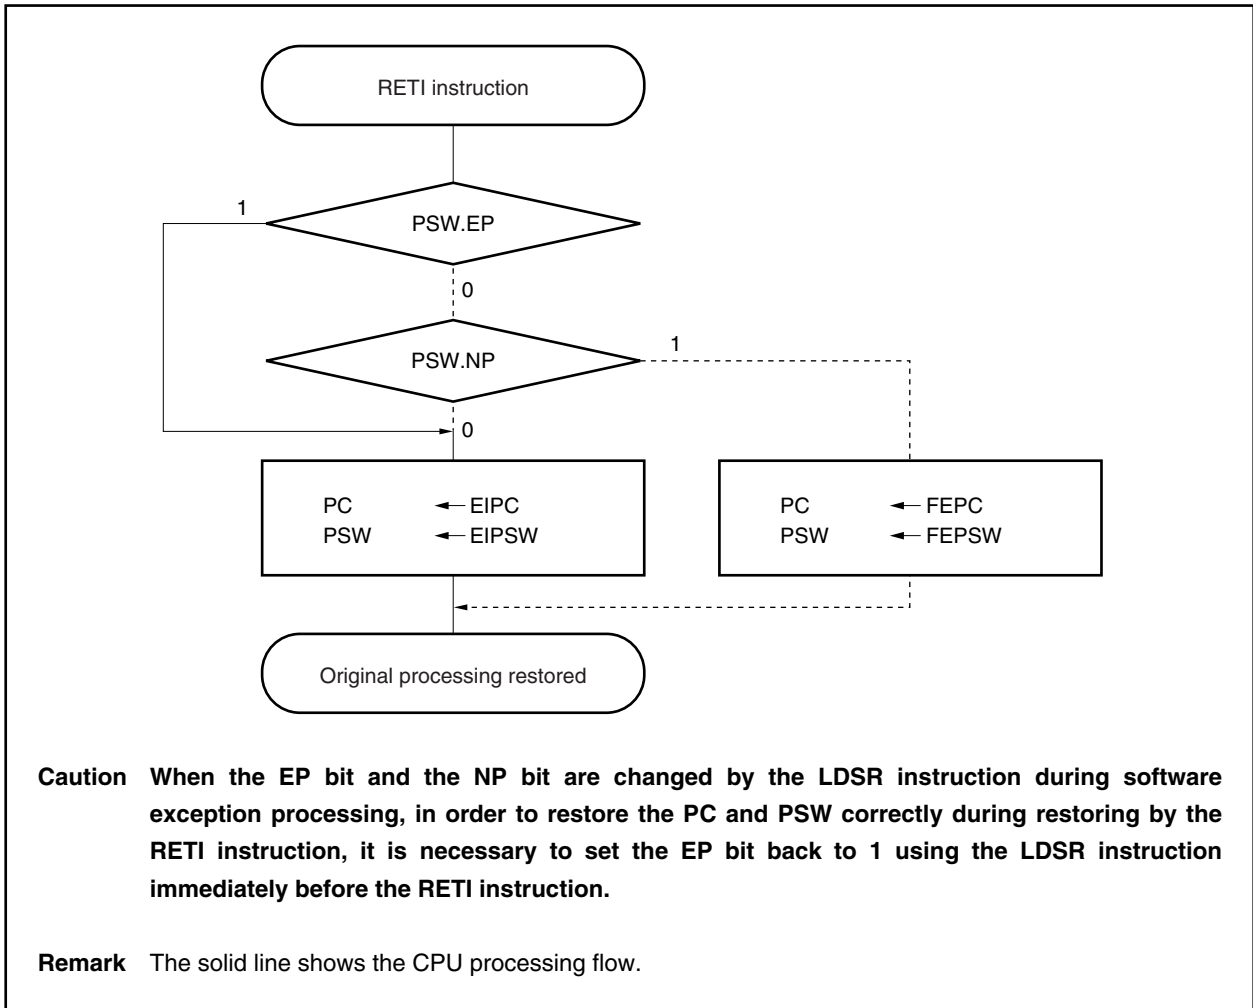 RETI instruction
1
PSW.EP
0
PSW.NP
1
0
PC ← EIPC
PSW ← EIPSW
PC ← FEPC
PSW ← FEPSW
Original processing restored
Caution When the EP bit and the NP bit are changed by the LDSR instruction during software
exception processing, in order to restore the PC and PSW correctly during restoring by the
RETI instruction, it is necessary to set the EP bit back to 1 using the LDSR instruction
immediately before the RETI instruction.
Remark The solid line shows the CPU processing flow.